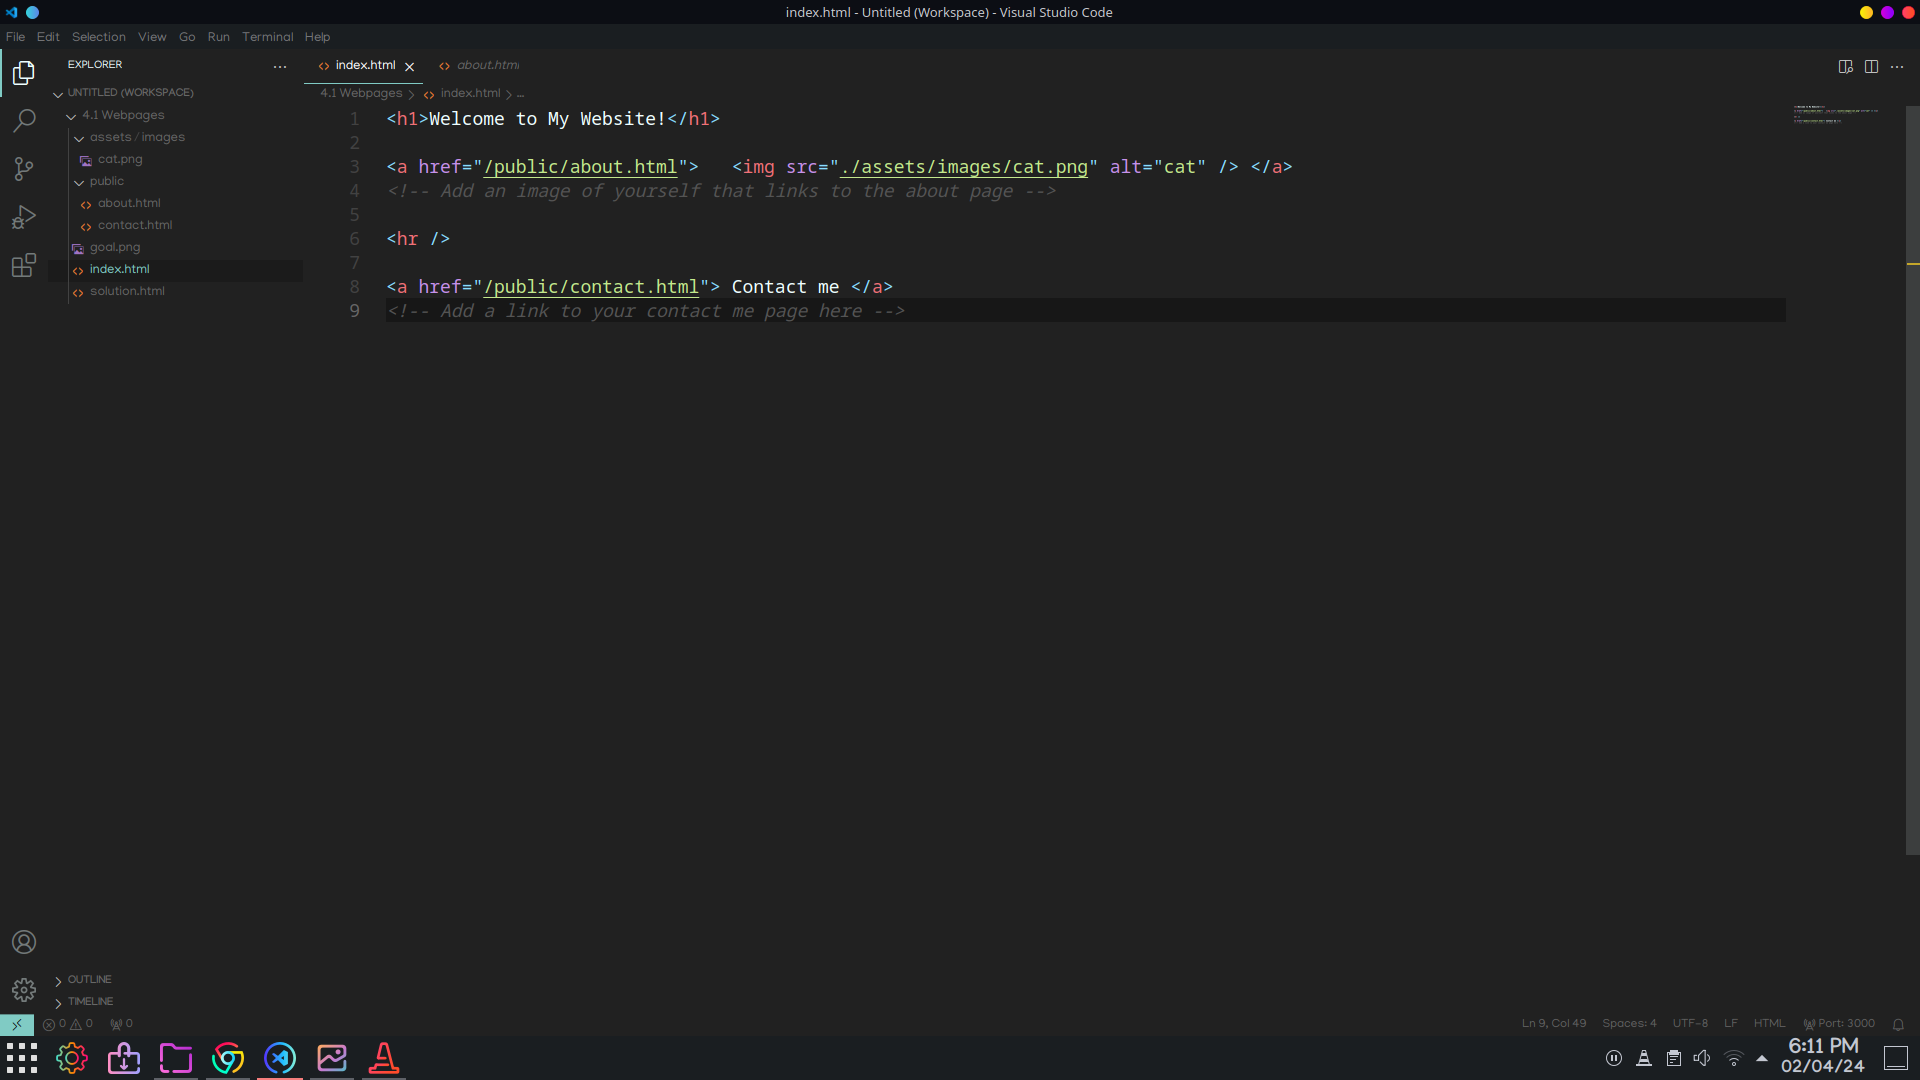 index.html - Untitled (Workspace) - Visual Studio Code
File Edit Selection View Go Run Terminal Help
EXPLORER
UNTITLED (WORKSPACE)
4.1 Webpages
assets / images
cat.png
public
about.html
contact.html
goal.png
index.html
solution.html
OUTLINE
TIMELINE
index.html about.html
4.1 Webpages > index.html > ...
1 <h1>Welcome to My Website!</h1>
2
3 <a href="/public/about.html">   <img src="./assets/images/cat.png" alt="cat" /> </a>
4 <!-- Add an image of yourself that links to the about page -->
5
6 <hr />
7
8 <a href="/public/contact.html"> Contact me </a>
9 <!-- Add a link to your contact me page here -->
0 0 0
Ln 9, Col 49 Spaces: 4 UTF-8 LF HTML Port: 3000
6:11 PM
02/04/24